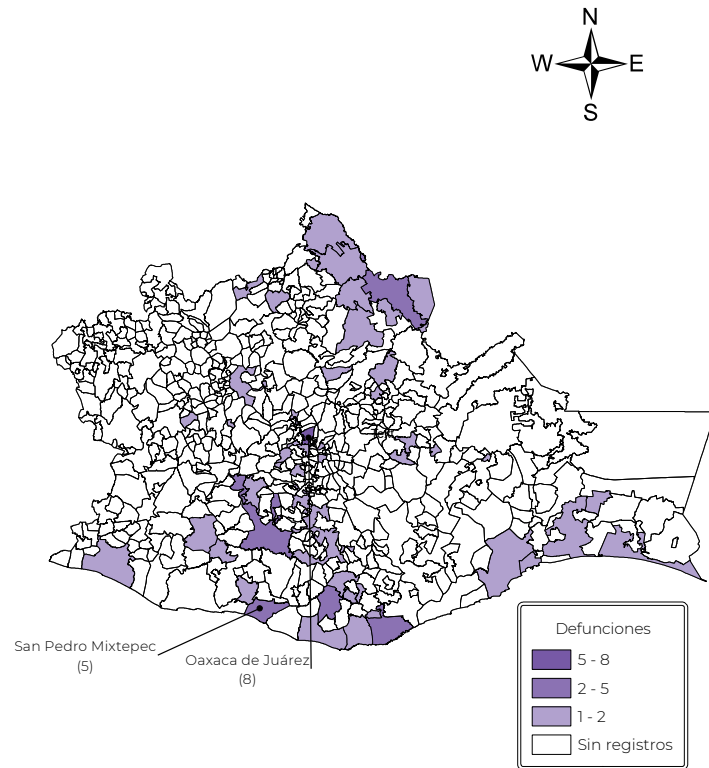 N
W E
S
San Pedro Mixtepec
(5)
Oaxaca de Juárez
(8)
Defunciones
5 - 8
2 - 5
1 - 2
Sin registros